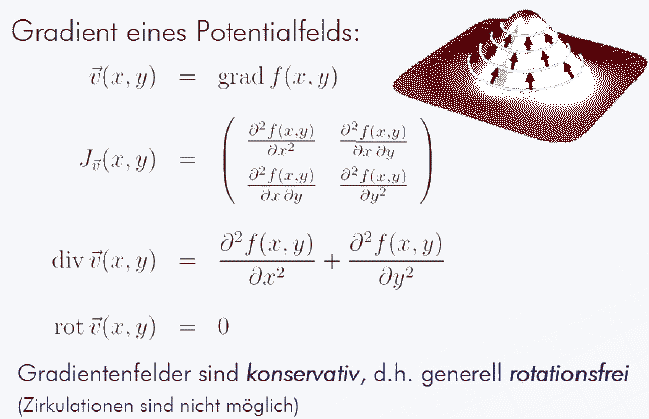 Gradient eines Potentialfelds:
v⃗(x, y) = grad f(x, y)
J_v⃗(x, y) = ( ∂²f(x,y)/∂x² ∂²f(x,y)/∂x ∂y
∂²f(x,y)/∂x ∂y ∂²f(x,y)/∂y² )
div v⃗(x, y) = ∂²f(x, y)/∂x² + ∂²f(x, y)/∂y²
rot v⃗(x, y) = 0
Gradientenfelder sind konservativ, d.h. generell rotationsfrei
(Zirkulationen sind nicht möglich)